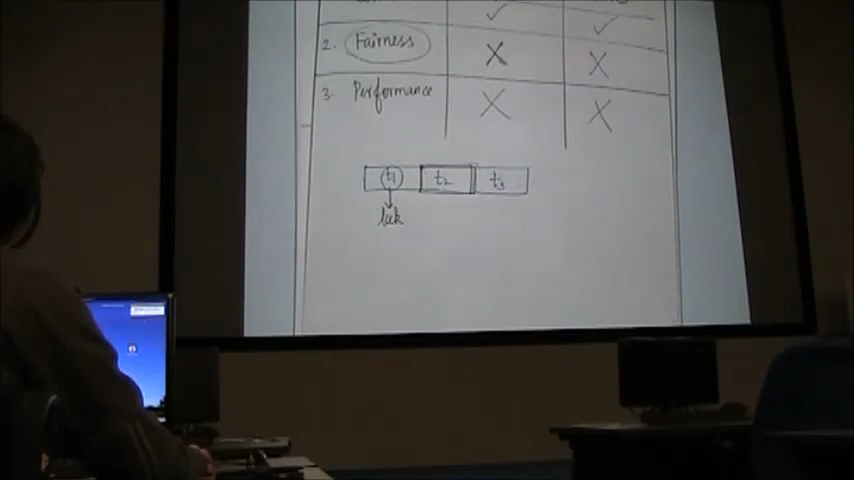 ✓ ✓
2. Fairness X X
3. Performance X X
t1 t2 t3
lock